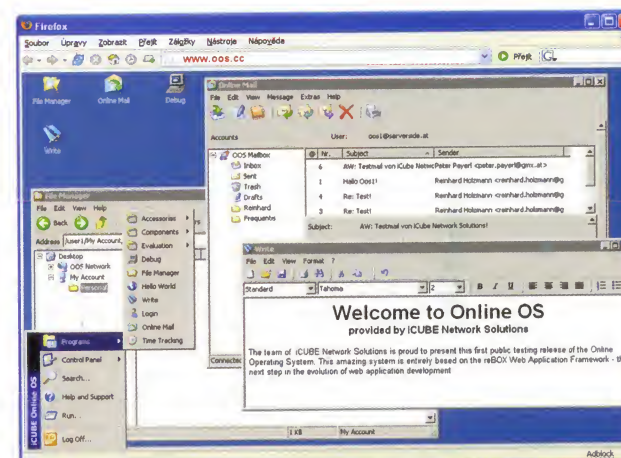 Firefox
Soubor Úpravy Zobrazit Přejít Záložky Nástroje Nápověda
www.oos.cc
Přejít
File Manager
Online Mail
Debug
Write
Online Mail
File Edit View Message Extras Help
Accounts
User: oos1@serverside.at
OOS Mailbox
Inbox
Sent
Trash
Drafts
Reinhard
Frequentis
@ Nr. Subject Sender
6 AW: Testmail von iCube Netwc Peter Payerl <peter.payerl@gmx.at>
1 Hallo Oos1! Reinhard Holzmann <reinhard.holzmann@g
4 Re: Test! Reinhard Holzmann <reinhard.holzmann@g
3 Re: Test! Reinhard Holzmann <reinhard.holzmann@g
Subject: AW: Testmail von iCube Network Solutions!
Connected
File Manager
File Edit View Help
Back
Address /user1/My Account,
Desktop
OOS Network
My Account
Personal
1 KB
My Account
Accessories
Components
Evaluation
Debug
File Manager
Hello World
Write
Login
Online Mail
Time Tracking
iCUBE Online OS
Programs
Control Panel
Search...
Help and Support
Run...
Log Off...
Write
File Edit View Format ?
Standard Tahoma 2 B I U
Welcome to Online OS
provided by iCUBE Network Solutions
The team of iCUBE Network Solutions is proud to present this first public testing release of the Online
Operating System. This amazing system is entirely based on the reBOX Web Application Framework - th
next step in the evolution of web application development
Adblock